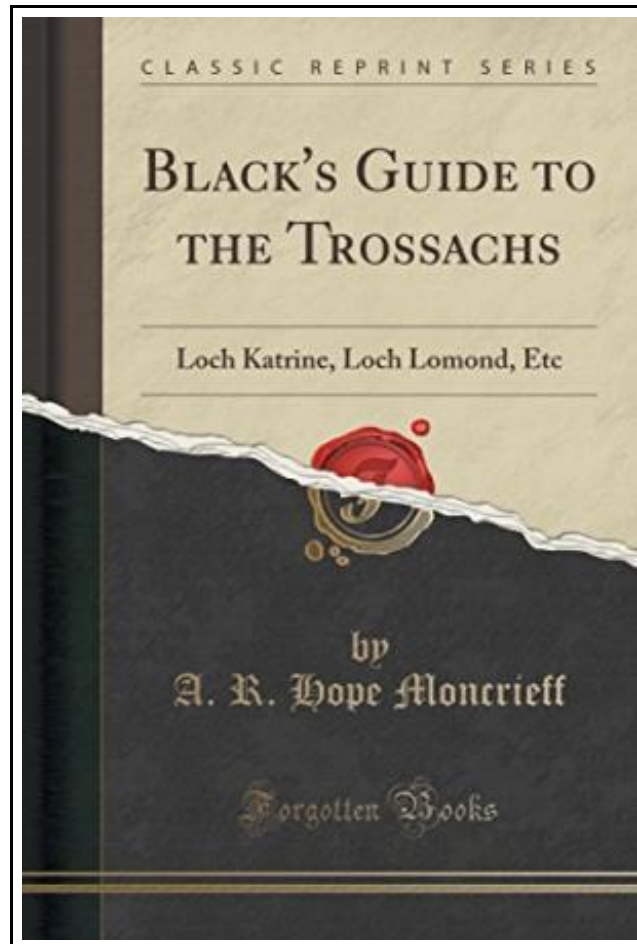 CLASSIC REPRINT SERIES
BLACK'S GUIDE TO
THE TROSSACHS
Loch Katrine, Loch Lomond, Etc
by
A. R. Hope Moncrieff
Forgotten Books